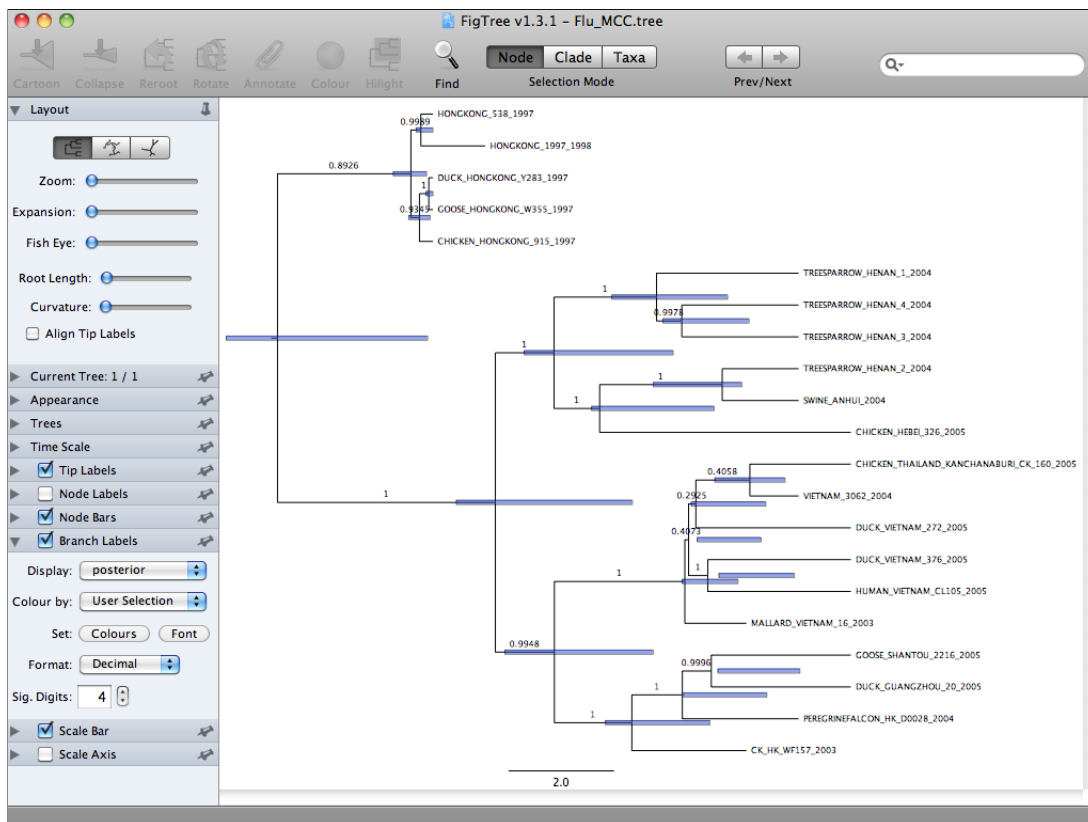 FigTree v1.3.1 – Flu_MCC.tree
Cartoon Collapse Reroot Rotate Annotate Colour Hilight Find
Node Clade Taxa
Selection Mode
Prev/Next
Layout
Zoom:
Expansion:
Fish Eye:
Root Length:
Curvature:
Align Tip Labels
Current Tree: 1 / 1
Appearance
Trees
Time Scale
Tip Labels
Node Labels
Node Bars
Branch Labels
Display: posterior
Colour by: User Selection
Set: Colours Font
Format: Decimal
Sig. Digits: 4
Scale Bar
Scale Axis
HONGKONG_538_1997
0.9989
HONGKONG_1997_1998
0.8926
DUCK_HONGKONG_Y283_1997
1
GOOSE_HONGKONG_W355_1997
0.9345
CHICKEN_HONGKONG_915_1997
TREESPARROW_HENAN_1_2004
1
TREESPARROW_HENAN_4_2004
0.9978
TREESPARROW_HENAN_3_2004
1
TREESPARROW_HENAN_2_2004
1
SWINE_ANHUI_2004
1
CHICKEN_HEBEI_326_2005
CHICKEN_THAILAND_KANCHANABURI_CK_160_2005
0.4058
VIETNAM_3062_2004
0.2925
1
DUCK_VIETNAM_272_2005
0.4073
DUCK_VIETNAM_376_2005
1
1
HUMAN_VIETNAM_CL105_2005
MALLARD_VIETNAM_16_2003
0.9948
GOOSE_SHANTOU_2216_2005
0.9996
DUCK_GUANGZHOU_20_2005
1
PEREGRINEFALCON_HK_D0028_2004
1
CK_HK_WF157_2003
2.0